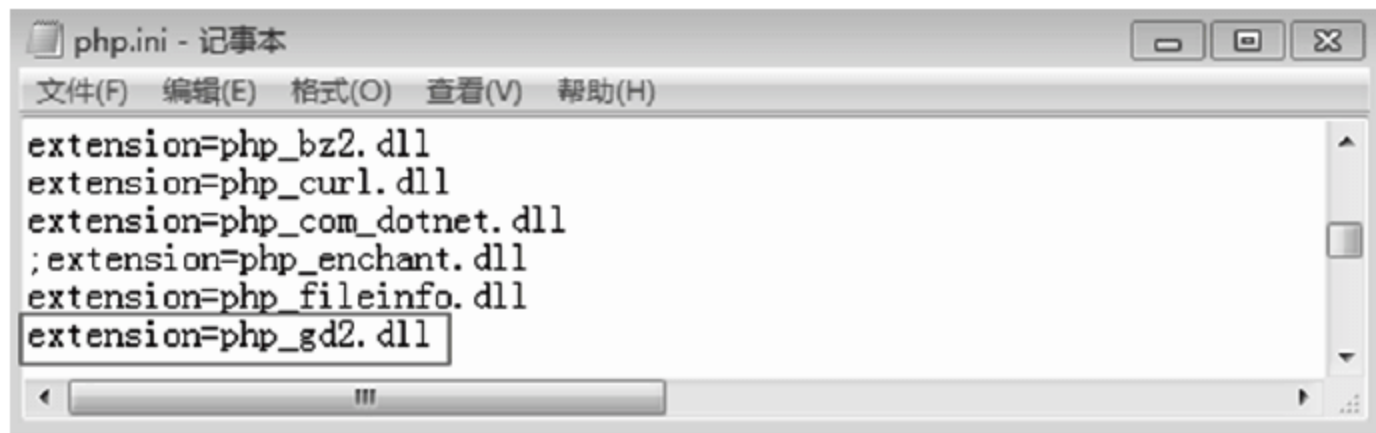 php.ini - 记事本
文件(F) 编辑(E) 格式(O) 查看(V) 帮助(H)
extension=php_bz2.dll
extension=php_curl.dll
extension=php_com_dotnet.dll
;extension=php_enchant.dll
extension=php_fileinfo.dll
extension=php_gd2.dll